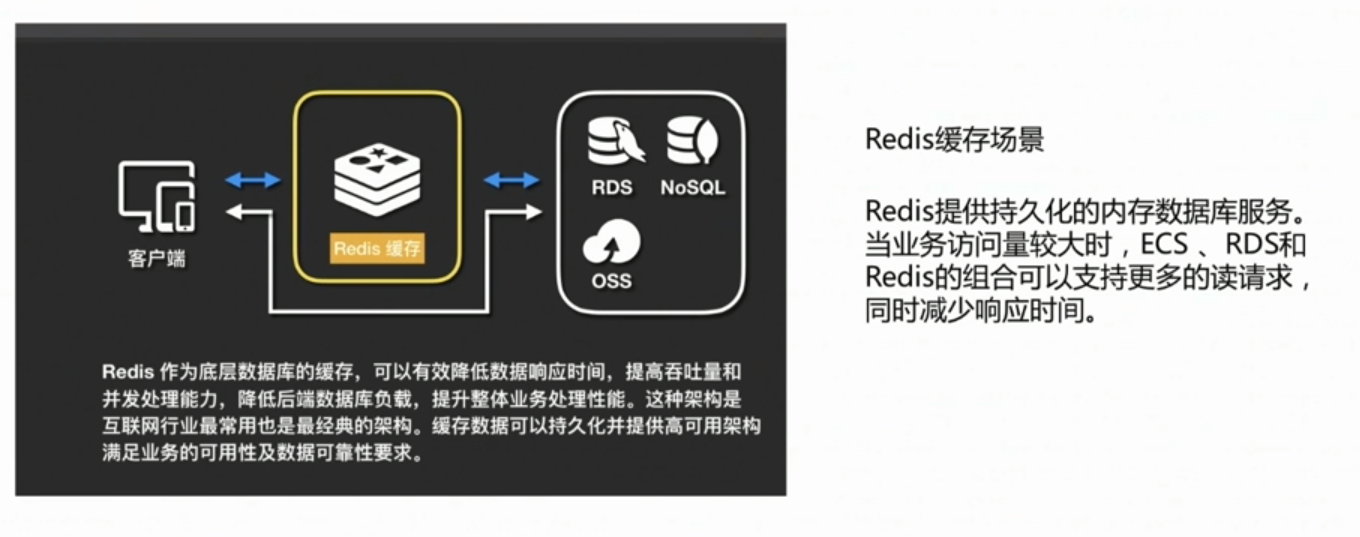 RDS
NoSQL
Redis 缓存
客户端
OSS
Redis 作为底层数据库的缓存，可以有效降低数据响应时间，提高吞吐量和
并发处理能力，降低后端数据库负载，提升整体业务处理性能。这种架构是
互联网行业最常用也是最经典的架构。缓存数据可以持久化并提供高可用架构
满足业务的可用性及数据可靠性要求。
Redis缓存场景
Redis提供持久化的内存数据库服务。
当业务访问量较大时，ECS 、RDS和
Redis的组合可以支持更多的读请求，
同时减少响应时间。